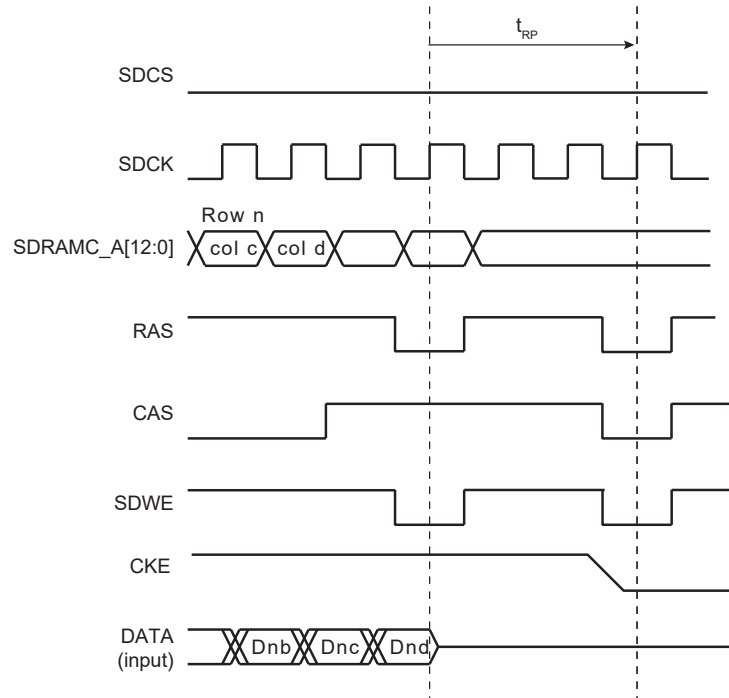 t_RP
SDCS
SDCK
Row n
SDRAMC_A[12:0] col c col d
RAS
CAS
SDWE
CKE
DATA
(input)
Dnb Dnc Dnd